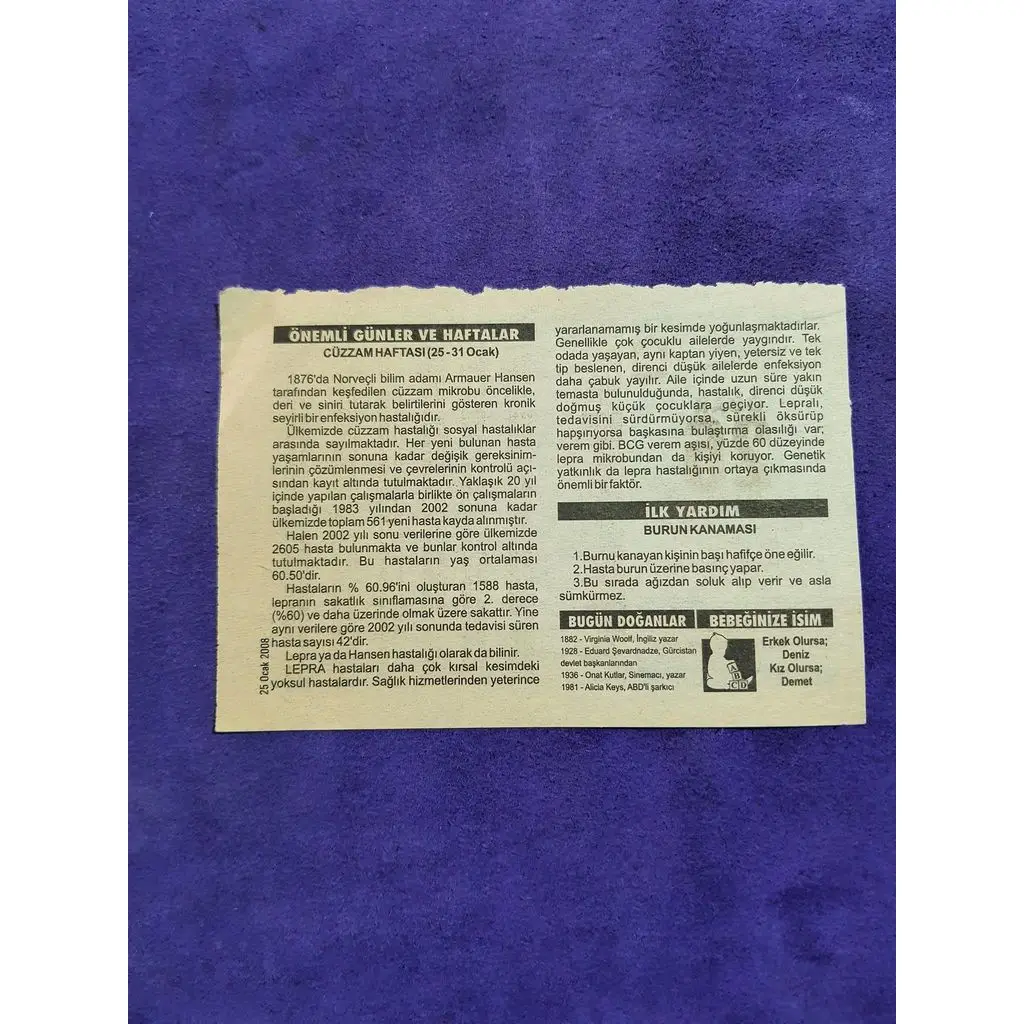 ÖNEMLİ GÜNLER VE HAFTALAR
CÜZZAM HAFTASI (25-31 Ocak)
1876'da Norveçli bilim adamı Armauer Hansen
tarafından keşfedilen cüzzam mikrobu öncelikle,
deri ve siniri tutarak belirtilerini gösteren kronik
seyirli bir enfeksiyon hastalığıdır.
Ülkemizde cüzzam hastalığı sosyal hastalıklar
arasında sayılmaktadır. Her yeni bulunan hasta
yaşamlarının sonuna kadar değişik gereksinim-
lerinin çözümlenmesi ve çevrelerinin kontrolü açı-
sından kayıt altında tutulmaktadır. Yaklaşık 20 yıl
içinde yapılan çalışmalarla birlikte ön çalışmaların
başladığı 1983 yılından 2002 sonuna kadar
ülkemizde toplam 561 yeni hasta kayda alınmıştır.
Halen 2002 yılı sonu verilerine göre ülkemizde
2605 hasta bulunmakta ve bunlar kontrol altında
tutulmaktadır. Bu hastaların yaş ortalaması
60.50'dir.
Hastaların % 60.96'ini oluşturan 1588 hasta,
lepranın sakatlık sınıflamasına göre 2. derece
(%60) ve daha üzerinde olmak üzere sakattır. Yine
aynı verilere göre 2002 yılı sonunda tedavisi süren
hasta sayısı 42'dir.
Lepra ya da Hansen hastalığı olarak da bilinir.
LEPRA hastaları daha çok kırsal kesimdeki
yoksul hastalardır. Sağlık hizmetlerinden yeterince
25 Ocak 2008
yararlanamamış bir kesimde yoğunlaşmaktadırlar.
Genellikle çok çocuklu ailelerde yaygındır. Tek
odada yaşayan, aynı kaptan yiyen, yetersiz ve tek
tip beslenen, direnci düşük ailelerde enfeksiyon
daha çabuk yayılır. Aile içinde uzun süre yakın
temasta bulunulduğunda, hastalık, direnci düşük
doğmuş küçük çocuklara geçiyor. Lepralı,
tedavisini sürdürmüyorsa, sürekli öksürüp
hapşırıyorsa başkasına bulaştırma olasılığı var;
verem gibi. BCG verem aşısı, yüzde 60 düzeyinde
lepra mikrobundan da kişiyi koruyor. Genetik
yatkınlık da lepra hastalığının ortaya çıkmasında
önemli bir faktör.
İLK YARDIM
BURUN KANAMASI
1.Burnu kanayan kişinin başı hafifçe öne eğilir.
2.Hasta burun üzerine basınç yapar.
3.Bu sırada ağızdan soluk alıp verir ve asla
sümkürmez.
BUGÜN DOĞANLAR
1882 - Virginia Woolf, İngiliz yazar
1928 - Eduard Şevardnadze, Gürcistan
devlet başkanlarından
1936 - Onat Kutlar, Sinemacı, yazar
1981 - Alicia Keys, ABD'li şarkıcı
BEBEĞİNİZE İSİM
A
B
C D
Erkek Olursa;
Deniz
Kız Olursa;
Demet